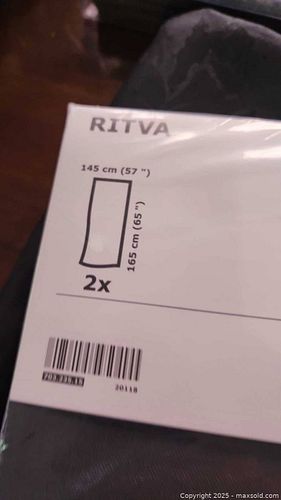 RITVA
145 cm (57 ")
165 cm (65 ")
2x
20118
Copyright © 2025 - maxsold.com